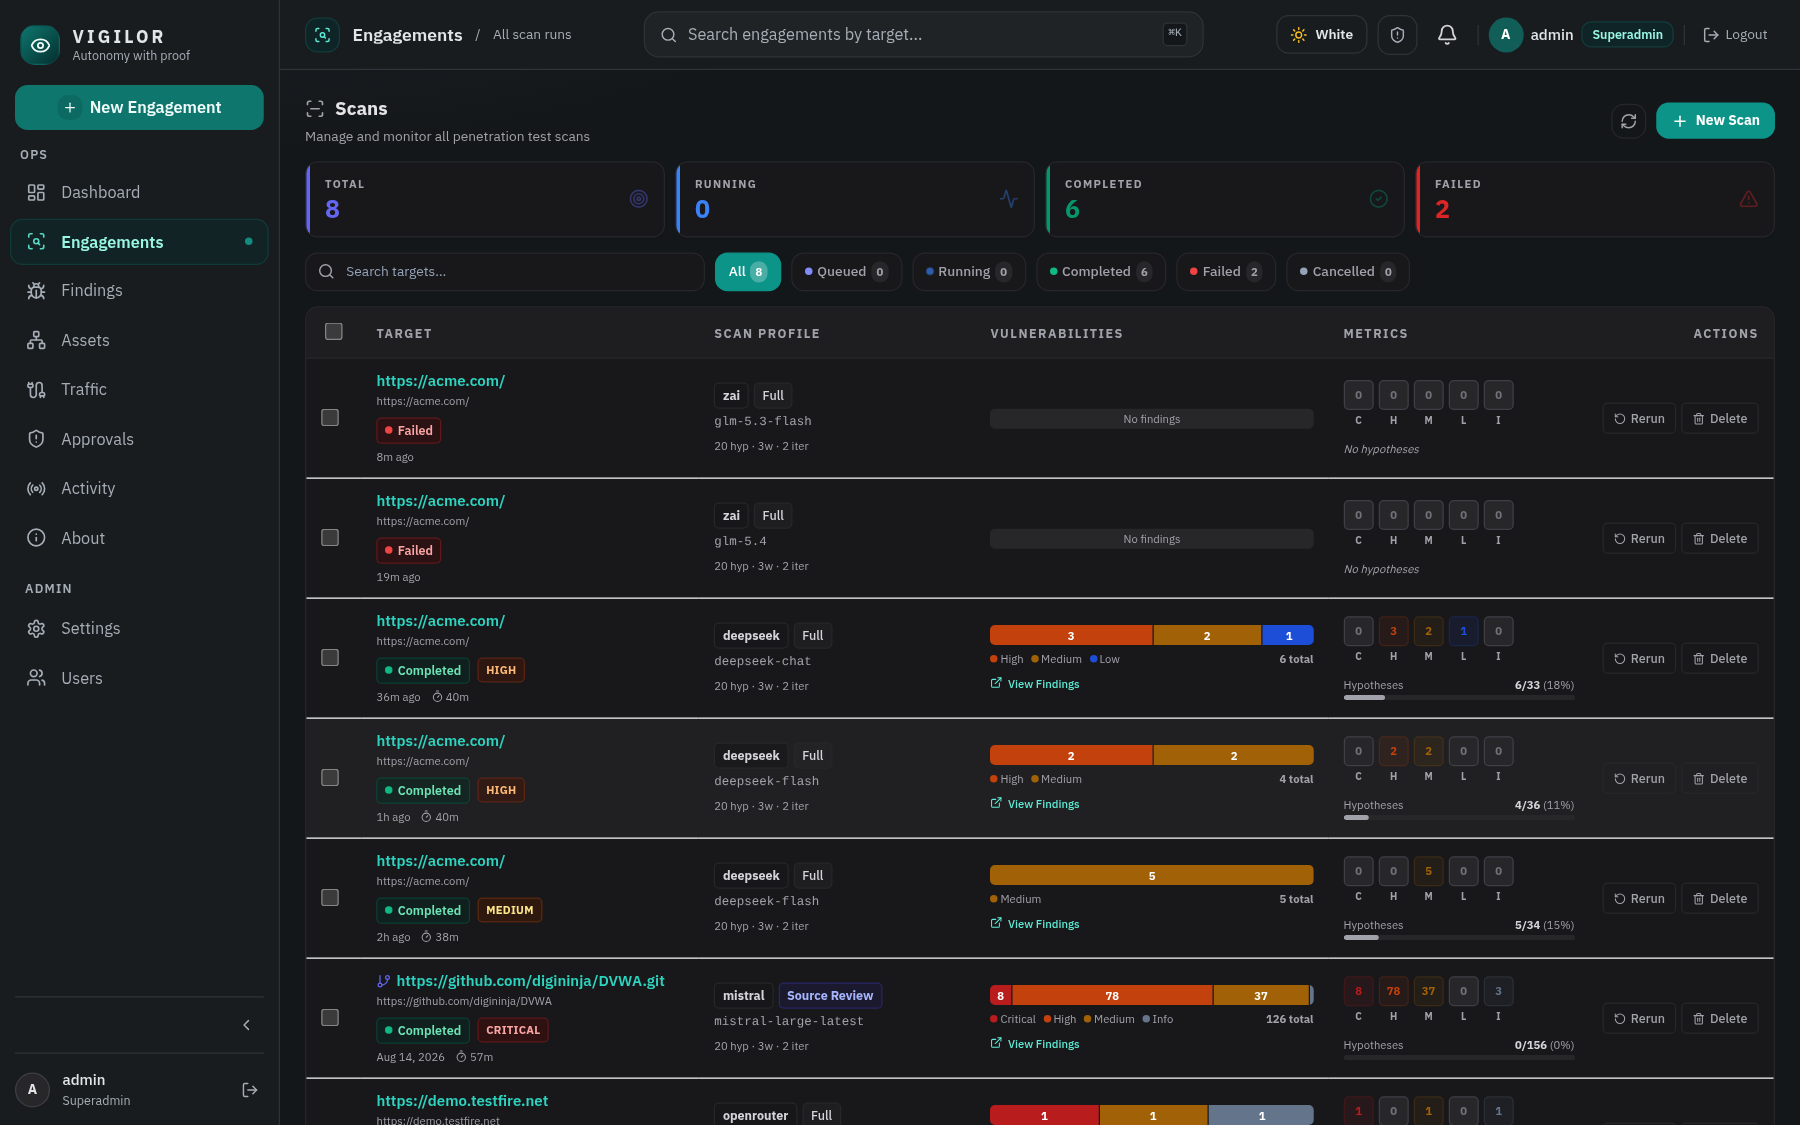 VIGILOR
Autonomy with proof
New Engagement
OPS
Dashboard
Engagements
Findings
Assets
Traffic
Approvals
Activity
About
ADMIN
Settings
Users
A
admin
Superadmin
Engagements / All scan runs
Search engagements by target...
⌘K
White
A admin Superadmin
Logout
Scans
Manage and monitor all penetration test scans
New Scan
TOTAL
8
RUNNING
0
COMPLETED
6
FAILED
2
Search targets...
All 8
Queued 0
Running 0
Completed 6
Failed 2
Cancelled 0
TARGET SCAN PROFILE VULNERABILITIES METRICS ACTIONS
https://acme.com/
https://acme.com/
Failed
8m ago
zai Full
glm-5.3-flash
20 hyp · 3w · 2 iter
No findings
0 0 0 0 0
C H M L I
No hypotheses
Rerun Delete
https://acme.com/
https://acme.com/
Failed
19m ago
zai Full
glm-5.4
20 hyp · 3w · 2 iter
No findings
0 0 0 0 0
C H M L I
No hypotheses
Rerun Delete
https://acme.com/
https://acme.com/
Completed HIGH
36m ago 40m
deepseek Full
deepseek-chat
20 hyp · 3w · 2 iter
3 2 1
High Medium Low 6 total
View Findings
0 3 2 1 0
C H M L I
Hypotheses 6/33 (18%)
Rerun Delete
https://acme.com/
https://acme.com/
Completed HIGH
1h ago 40m
deepseek Full
deepseek-flash
20 hyp · 3w · 2 iter
2 2
High Medium 4 total
View Findings
0 2 2 0 0
C H M L I
Hypotheses 4/36 (11%)
Rerun Delete
https://acme.com/
https://acme.com/
Completed MEDIUM
2h ago 38m
deepseek Full
deepseek-flash
20 hyp · 3w · 2 iter
5
Medium 5 total
View Findings
0 0 5 0 0
C H M L I
Hypotheses 5/34 (15%)
Rerun Delete
https://github.com/digininja/DVWA.git
https://github.com/digininja/DVWA
Completed CRITICAL
Aug 14, 2026 57m
mistral Source Review
mistral-large-latest
20 hyp · 3w · 2 iter
8 78 37
Critical High Medium Info 126 total
View Findings
8 78 37 0 3
C H M L I
Hypotheses 0/156 (0%)
Rerun Delete
https://demo.testfire.net
https://demo.testfire.net
openrouter Full
1 1 1
1 0 1 0 1